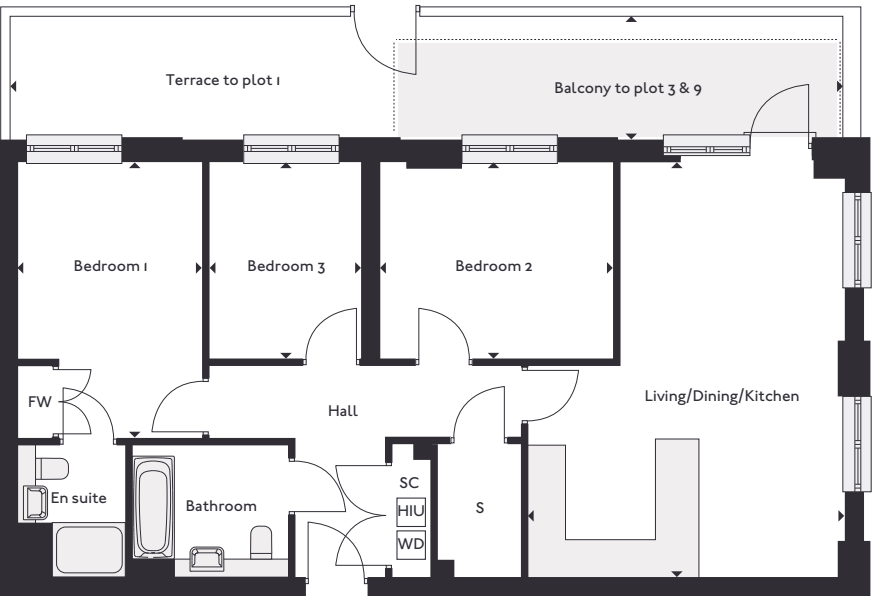 Terrace to plot 1
Balcony to plot 3 & 9
Bedroom 1
Bedroom 3
Bedroom 2
FW
Hall
Living/Dining/Kitchen
En suite
Bathroom
SC
HIU
WD
S